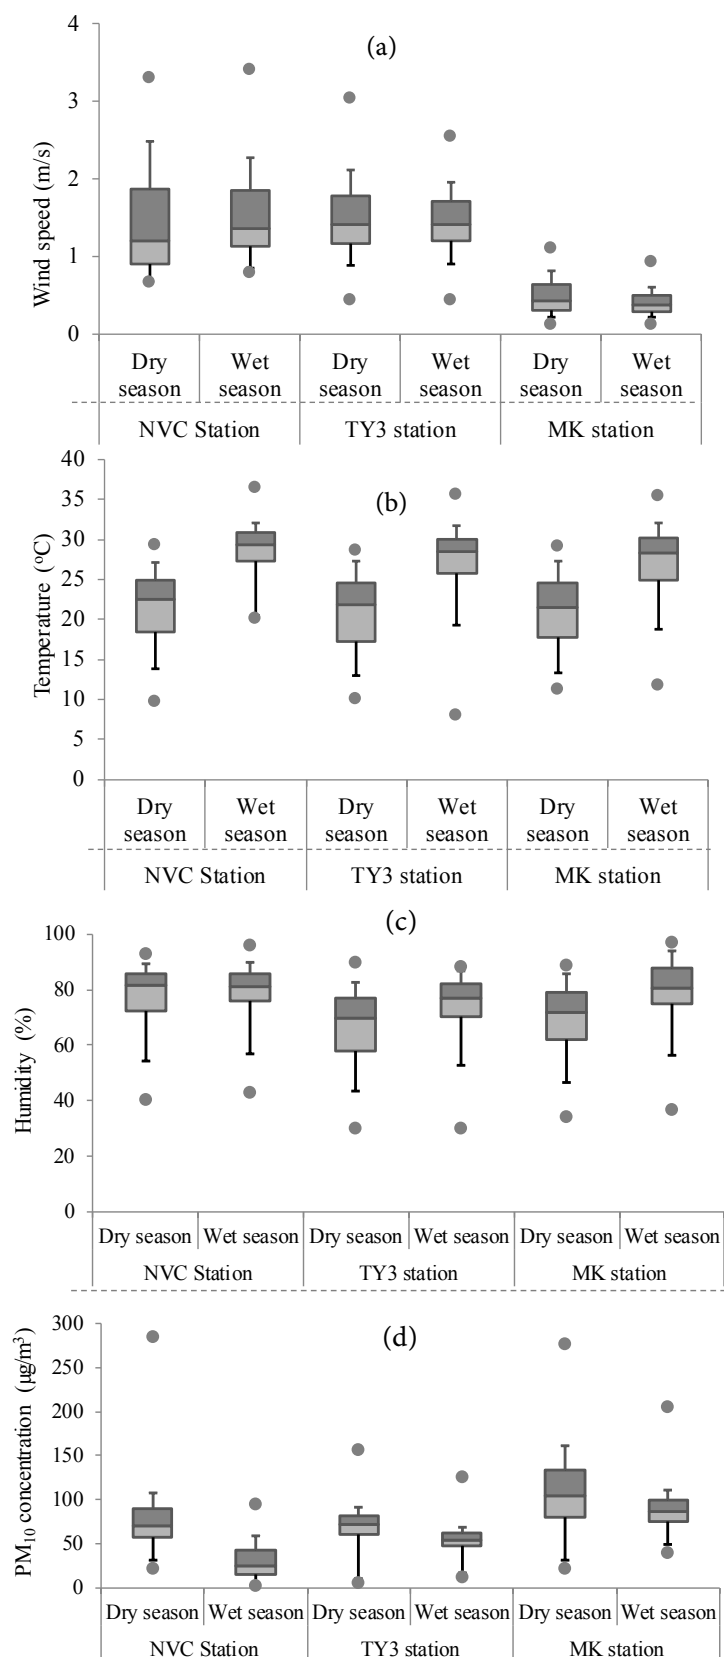 (a)
Wind speed (m/s)
4
3
2
1
0
Dry season
Wet season
Dry season
Wet season
Dry season
Wet season
NVC Station
TY3 station
MK station
(b)
Temperature (°C)
40
35
30
25
20
15
10
5
0
Dry season
Wet season
Dry season
Wet season
Dry season
Wet season
NVC Station
TY3 station
MK station
(c)
Humidity (%)
100
80
60
40
20
0
Dry season
Wet season
Dry season
Wet season
Dry season
Wet season
NVC Station
TY3 station
MK station
(d)
PM₁₀ concentration (µg/m³)
300
250
200
150
100
50
0
Dry season
Wet season
Dry season
Wet season
Dry season
Wet season
NVC Station
TY3 station
MK station